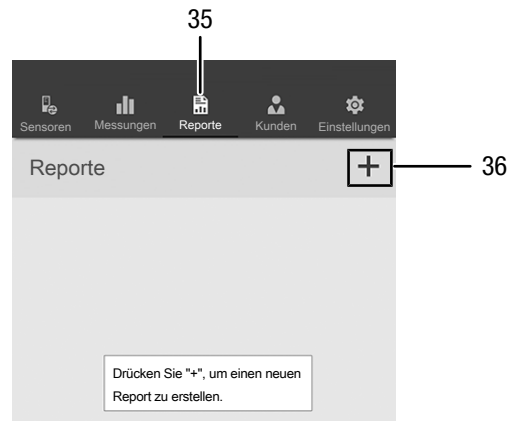 35
Sensoren Messungen Reporte Kunden Einstellungen
Reporte +
36
Drücken Sie "+", um einen neuen
Report zu erstellen.